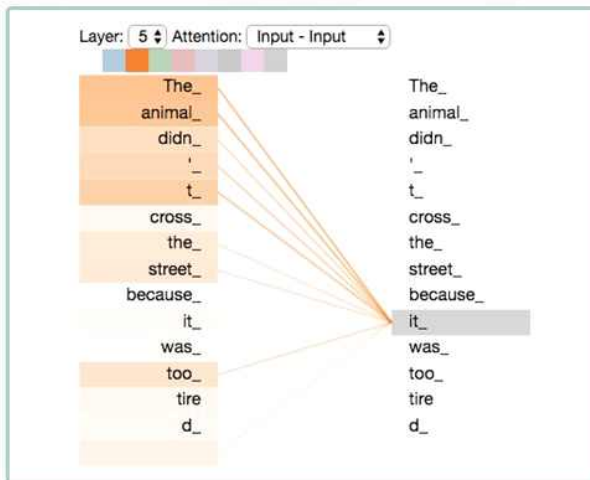 Layer: 5 Attention: Input - Input
The_ The_
animal_ animal_
didn_ didn_
'_ '_
t_ t_
cross_ cross_
the_ the_
street_ street_
because_ because_
it_ it_
was_ was_
too_ too_
tire tire
d_ d_